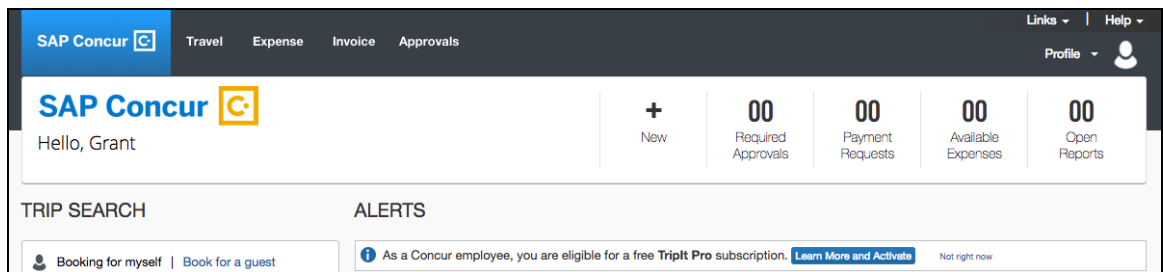 Links | Help
SAP Concur Travel Expense Invoice Approvals
Profile
SAP Concur
Hello, Grant
+
New
00
Required
Approvals
00
Payment
Requests
00
Available
Expenses
00
Open
Reports
TRIP SEARCH
Booking for myself | Book for a guest
ALERTS
As a Concur employee, you are eligible for a free TripIt Pro subscription. Learn More and Activate Not right now